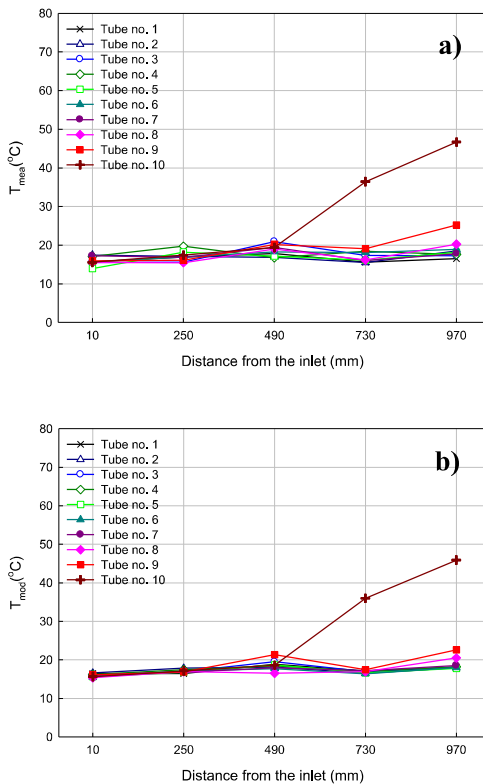 80
a)
Tube no. 1
Tube no. 2
70
Tube no. 3
Tube no. 4
60
Tube no. 5
Tube no. 6
Tube no. 7
50
Tube no. 8
Tube no. 9
Tube no. 10
40
30
20
10
0
T mea (°C)
10 250 490 730 970
Distance from the inlet (mm)
80
b)
Tube no. 1
Tube no. 2
70
Tube no. 3
Tube no. 4
60
Tube no. 5
Tube no. 6
Tube no. 7
50
Tube no. 8
Tube no. 9
Tube no. 10
40
30
20
10
0
T mod (°C)
10 250 490 730 970
Distance from the inlet (mm)